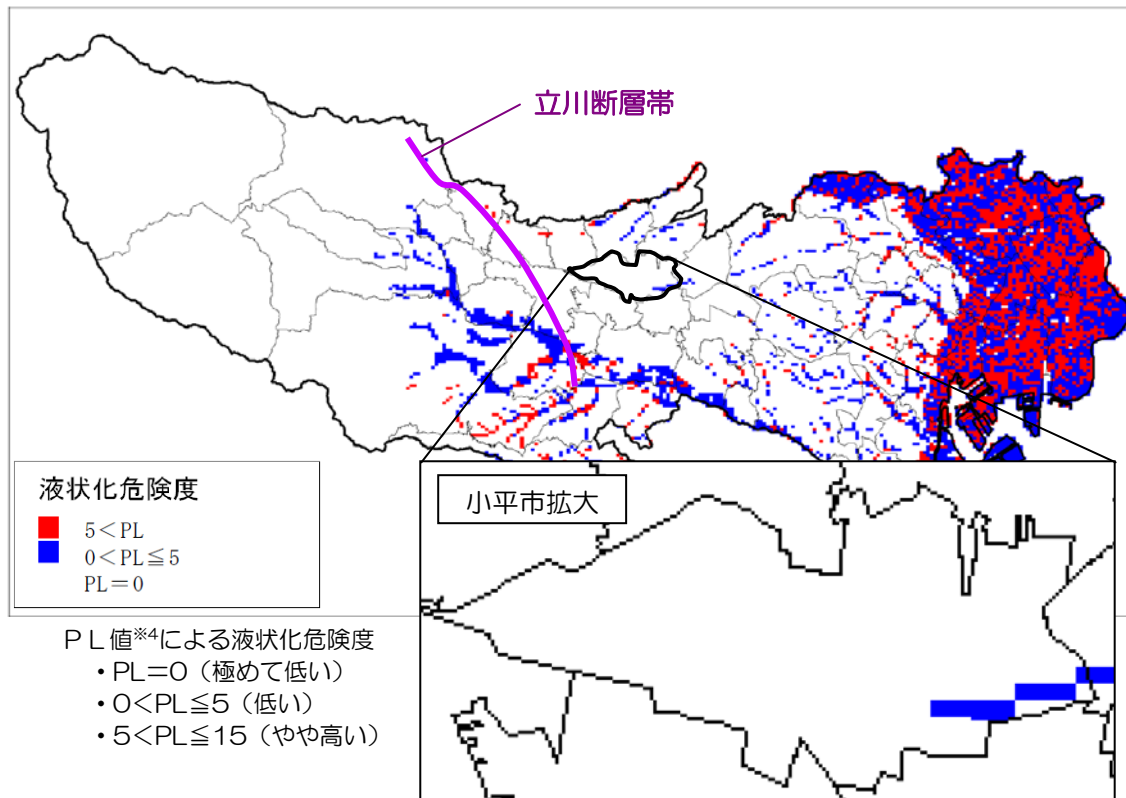 立川断層帯
液状化危険度
5<PL
0<PL≦5
PL=0
小平市拡大
PL値※4による液状化危険度
・PL=0(極めて低い)
・0<PL≦5(低い)
・5<PL≦15(やや高い)